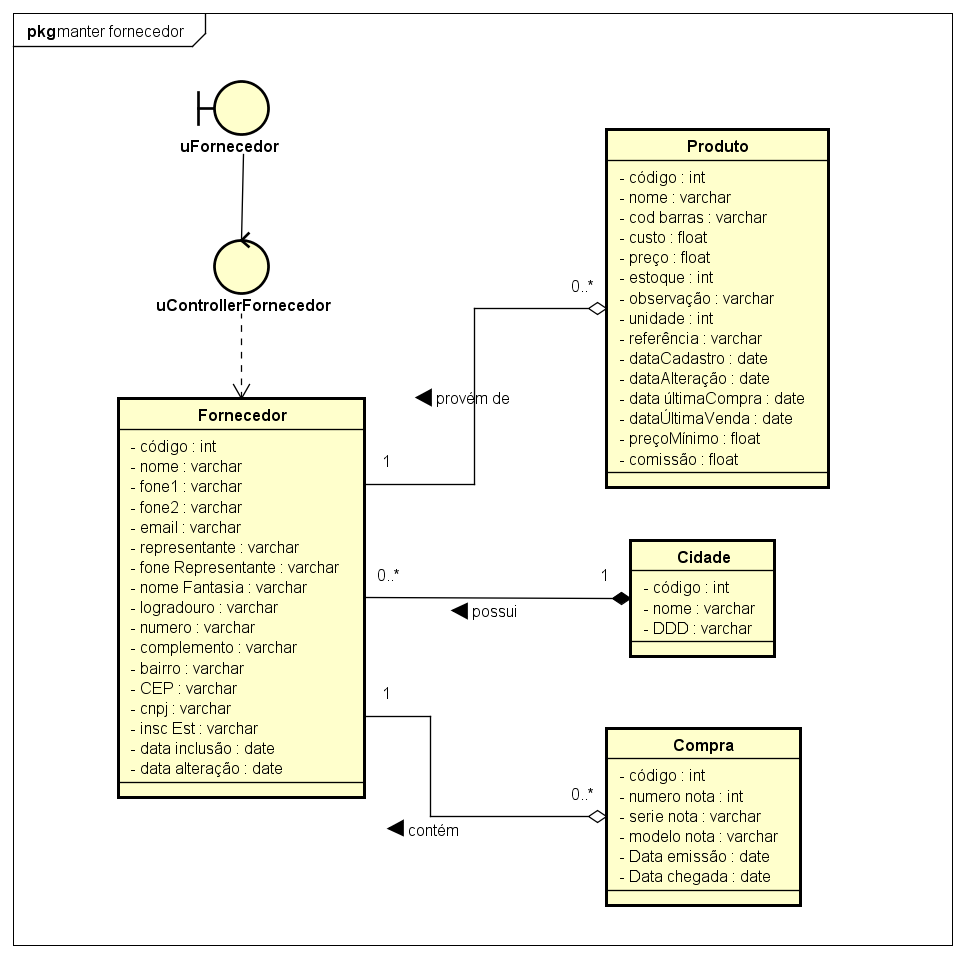 pkg manter fornecedor
uFornecedor
uControllerFornecedor
Fornecedor
- código : int
- nome : varchar
- fone1 : varchar
- fone2 : varchar
- email : varchar
- representante : varchar
- fone Representante : varchar
- nome Fantasia : varchar
- logradouro : varchar
- numero : varchar
- complemento : varchar
- bairro : varchar
- CEP : varchar
- cnpj : varchar
- insc Est : varchar
- data inclusão : date
- data alteração : date
Produto
- código : int
- nome : varchar
- cod barras : varchar
- custo : float
- preço : float
- estoque : int
- observação : varchar
- unidade : int
- referência : varchar
- dataCadastro : date
- dataAlteração : date
- data últimaCompra : date
- dataÚltimaVenda : date
- preçoMínimo : float
- comissão : float
0..*
provém de
1
Cidade
- código : int
- nome : varchar
- DDD : varchar
0..*
1
possui
Compra
- código : int
- numero nota : int
- serie nota : varchar
- modelo nota : varchar
- Data emissão : date
- Data chegada : date
1
0..*
contém